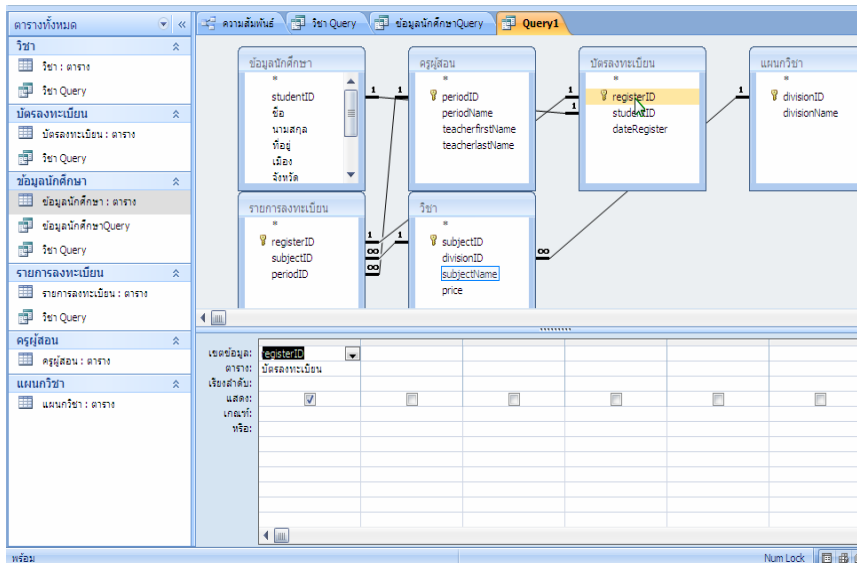 ตารางทั้งหมด
วิชา
วิชา : ตาราง
วิชา Query
บัตรลงทะเบียน
บัตรลงทะเบียน : ตาราง
วิชา Query
ข้อมูลนักศึกษา
ข้อมูลนักศึกษา : ตาราง
ข้อมูลนักศึกษาQuery
วิชา Query
รายการลงทะเบียน
รายการลงทะเบียน : ตาราง
วิชา Query
ครูผู้สอน
ครูผู้สอน : ตาราง
แผนกวิชา
แผนกวิชา : ตาราง
ความสัมพันธ์ วิชา Query ข้อมูลนักศึกษาQuery Query1
ข้อมูลนักศึกษา
*
studentID
ชื่อ
นามสกุล
ที่อยู่
เมือง
จังหวัด
ครูผู้สอน
*
periodID
periodName
teacherfirstName
teacherlastName
บัตรลงทะเบียน
*
registerID
studentID
dateRegister
แผนกวิชา
*
divisionID
divisionName
รายการลงทะเบียน
*
registerID
subjectID
periodID
วิชา
*
subjectID
divisionID
subjectName
price
1 1 1 1 1
1 ∞ ∞ 1 ∞
เขตข้อมูล: registerID
ตาราง: บัตรลงทะเบียน
เรียงลำดับ:
แสดง:
เกณฑ์:
หรือ:
พร้อม
Num Lock